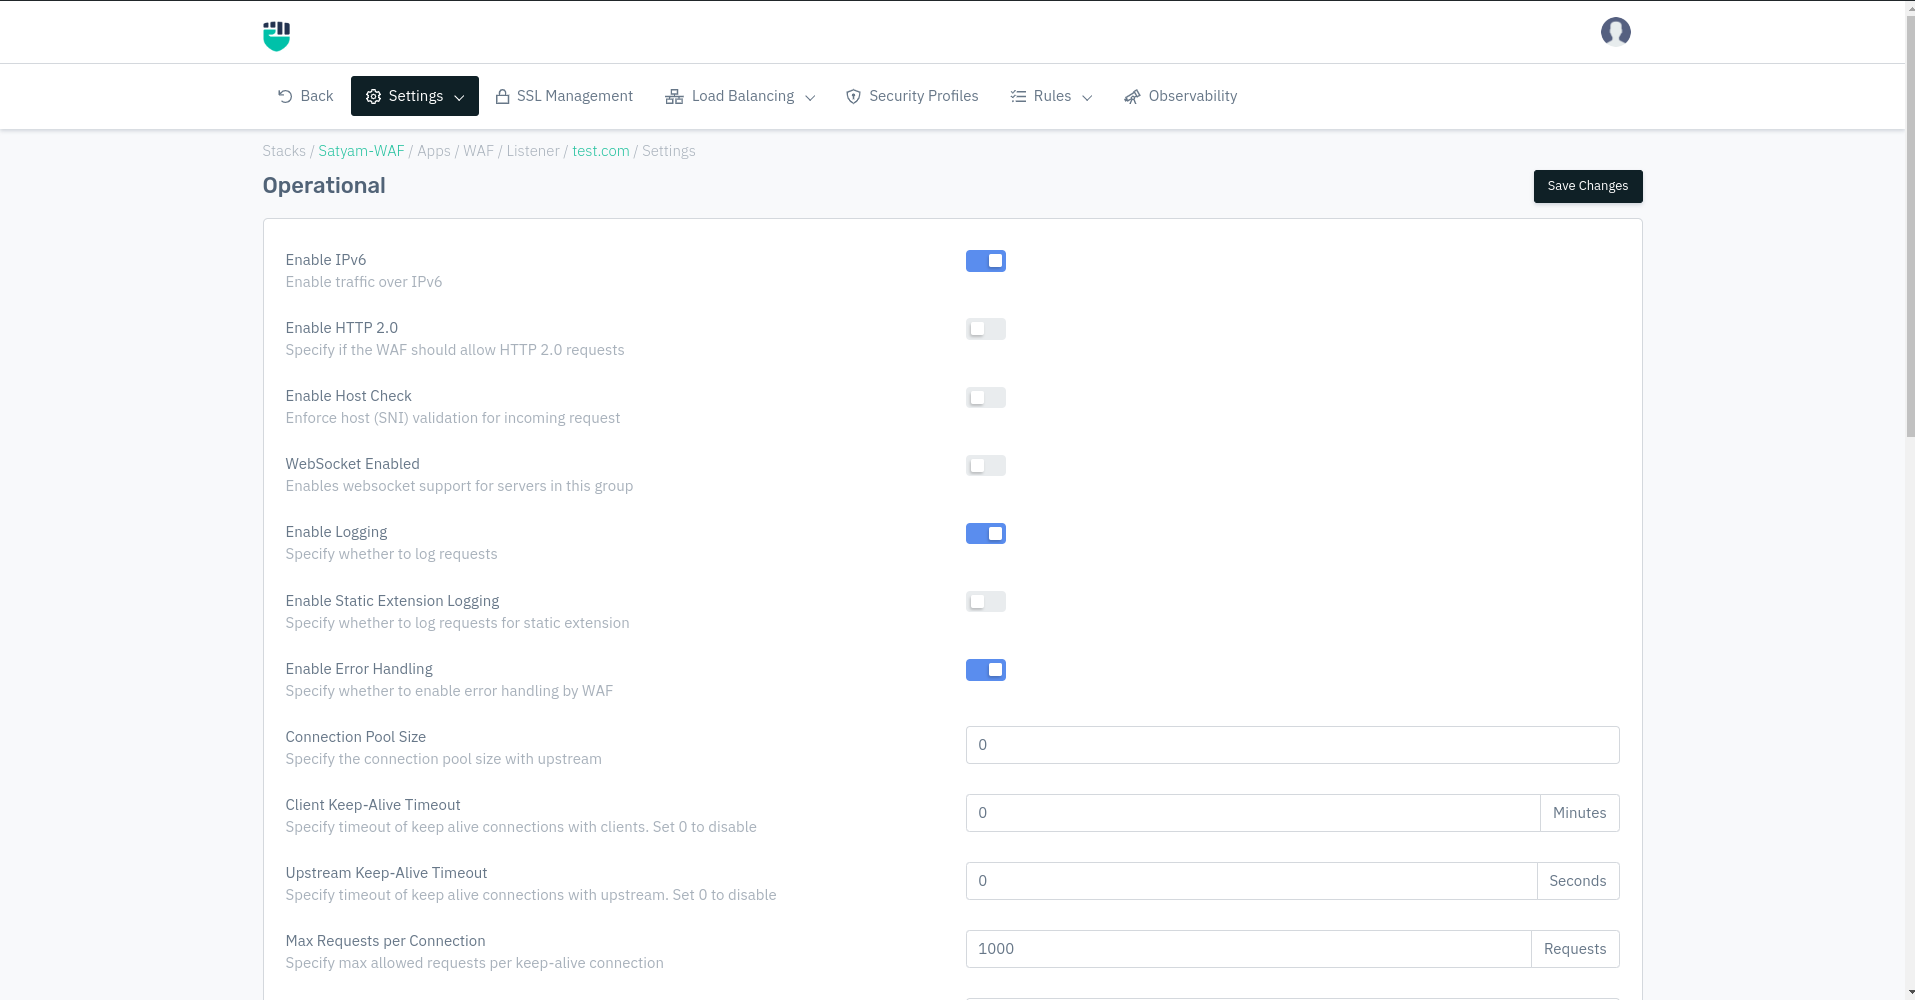 Back
Settings
SSL Management
Load Balancing
Security Profiles
Rules
Observability
Stacks / Satyam-WAF / Apps / WAF / Listener / test.com / Settings
Operational
Save Changes
Enable IPv6
Enable traffic over IPv6
Enable HTTP 2.0
Specify if the WAF should allow HTTP 2.0 requests
Enable Host Check
Enforce host (SNI) validation for incoming request
WebSocket Enabled
Enables websocket support for servers in this group
Enable Logging
Specify whether to log requests
Enable Static Extension Logging
Specify whether to log requests for static extension
Enable Error Handling
Specify whether to enable error handling by WAF
Connection Pool Size
Specify the connection pool size with upstream
0
Client Keep-Alive Timeout
Specify timeout of keep alive connections with clients. Set 0 to disable
0 Minutes
Upstream Keep-Alive Timeout
Specify timeout of keep alive connections with upstream. Set 0 to disable
0 Seconds
Max Requests per Connection
Specify max allowed requests per keep-alive connection
1000 Requests